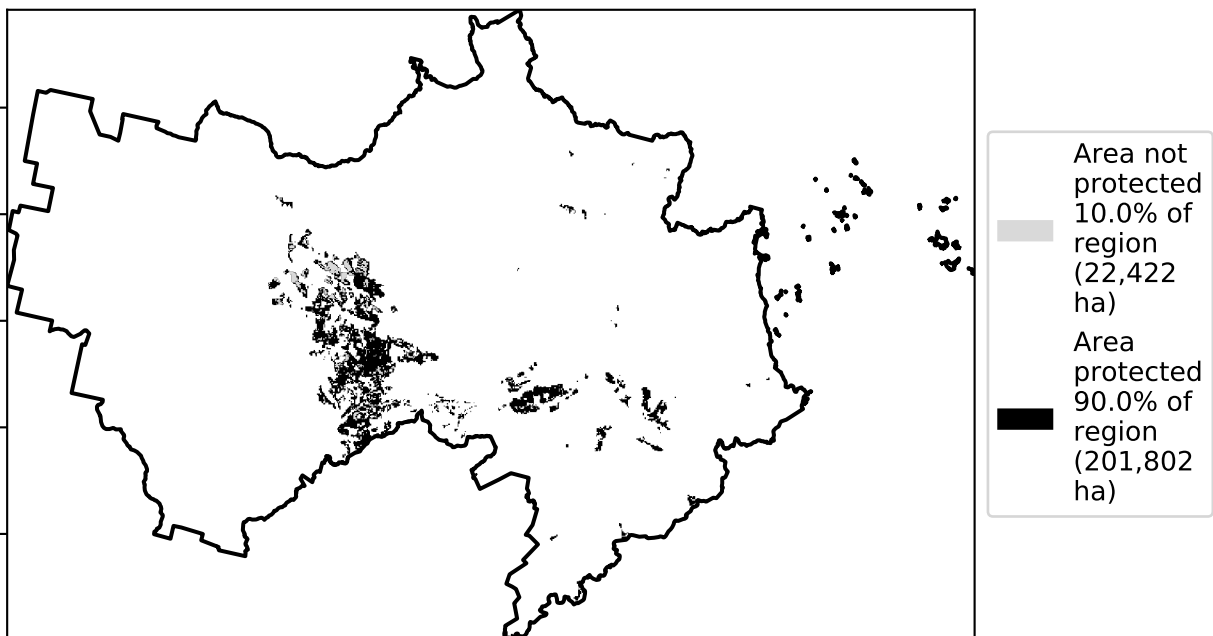 Area not
protected
10.0% of
region
(22,422
ha)
Area
protected
90.0% of
region
(201,802
ha)